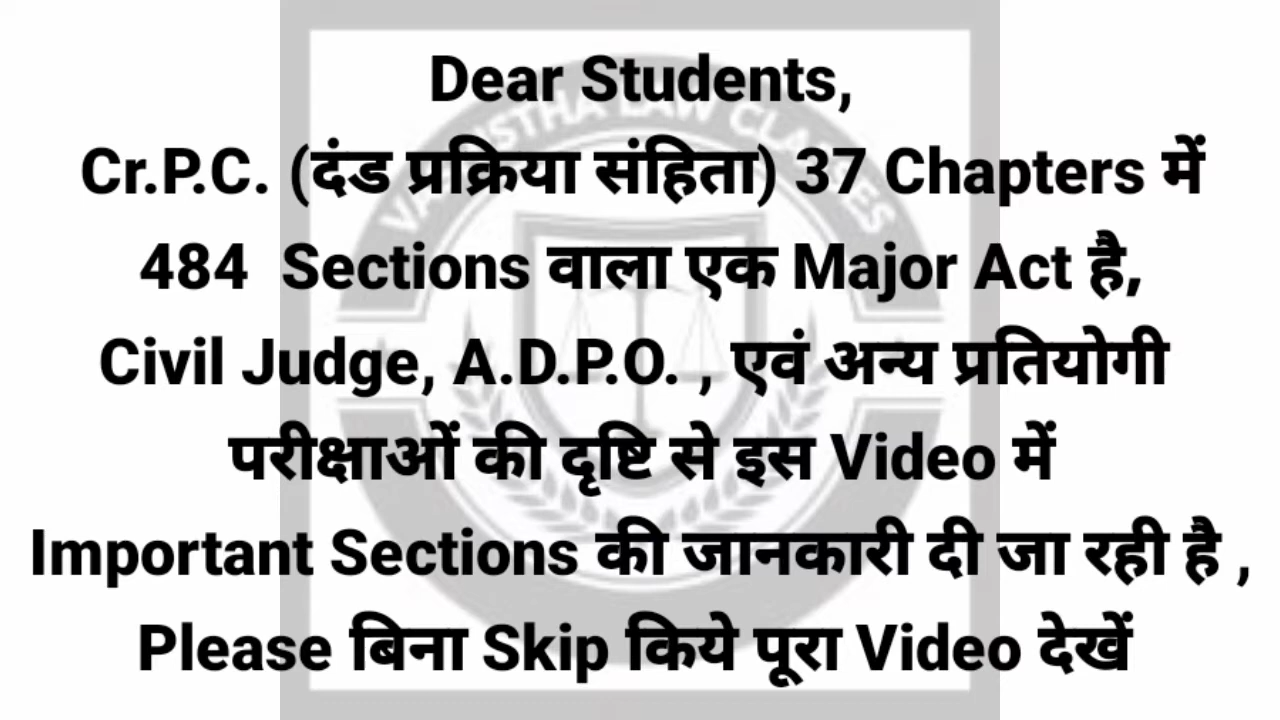 Dear Students,
Cr.P.C. (दंड प्रक्रिया संहिता) 37 Chapters में
484 Sections वाला एक Major Act है,
Civil Judge, A.D.P.O. , एवं अन्य प्रतियोगी
परीक्षाओं की दृष्टि से इस Video में
Important Sections की जानकारी दी जा रही है ,
Please बिना Skip किये पूरा Video देखें